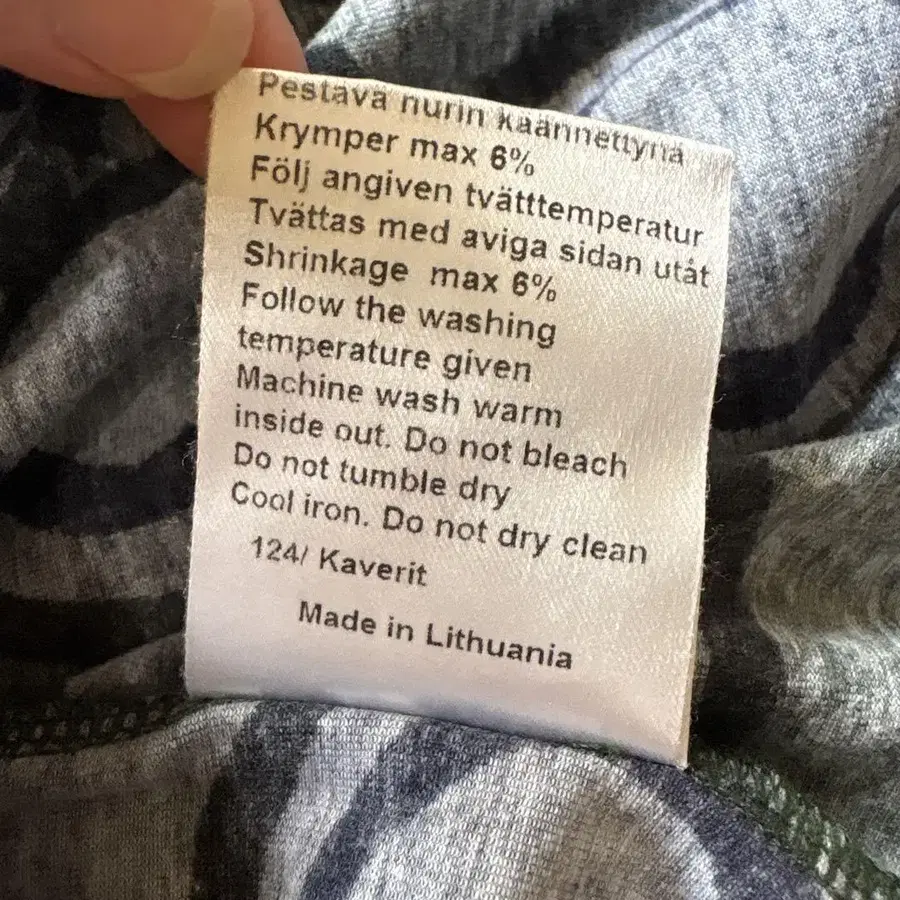 Pestava nurin käännettynä
Krymper max 6%
Följ angiven tvätttemperatur
Tvättas med aviga sidan utåt
Shrinkage max 6%
Follow the washing
temperature given
Machine wash warm
inside out. Do not bleach
Do not tumble dry
Cool iron. Do not dry clean
124/ Kaverit
Made in Lithuania